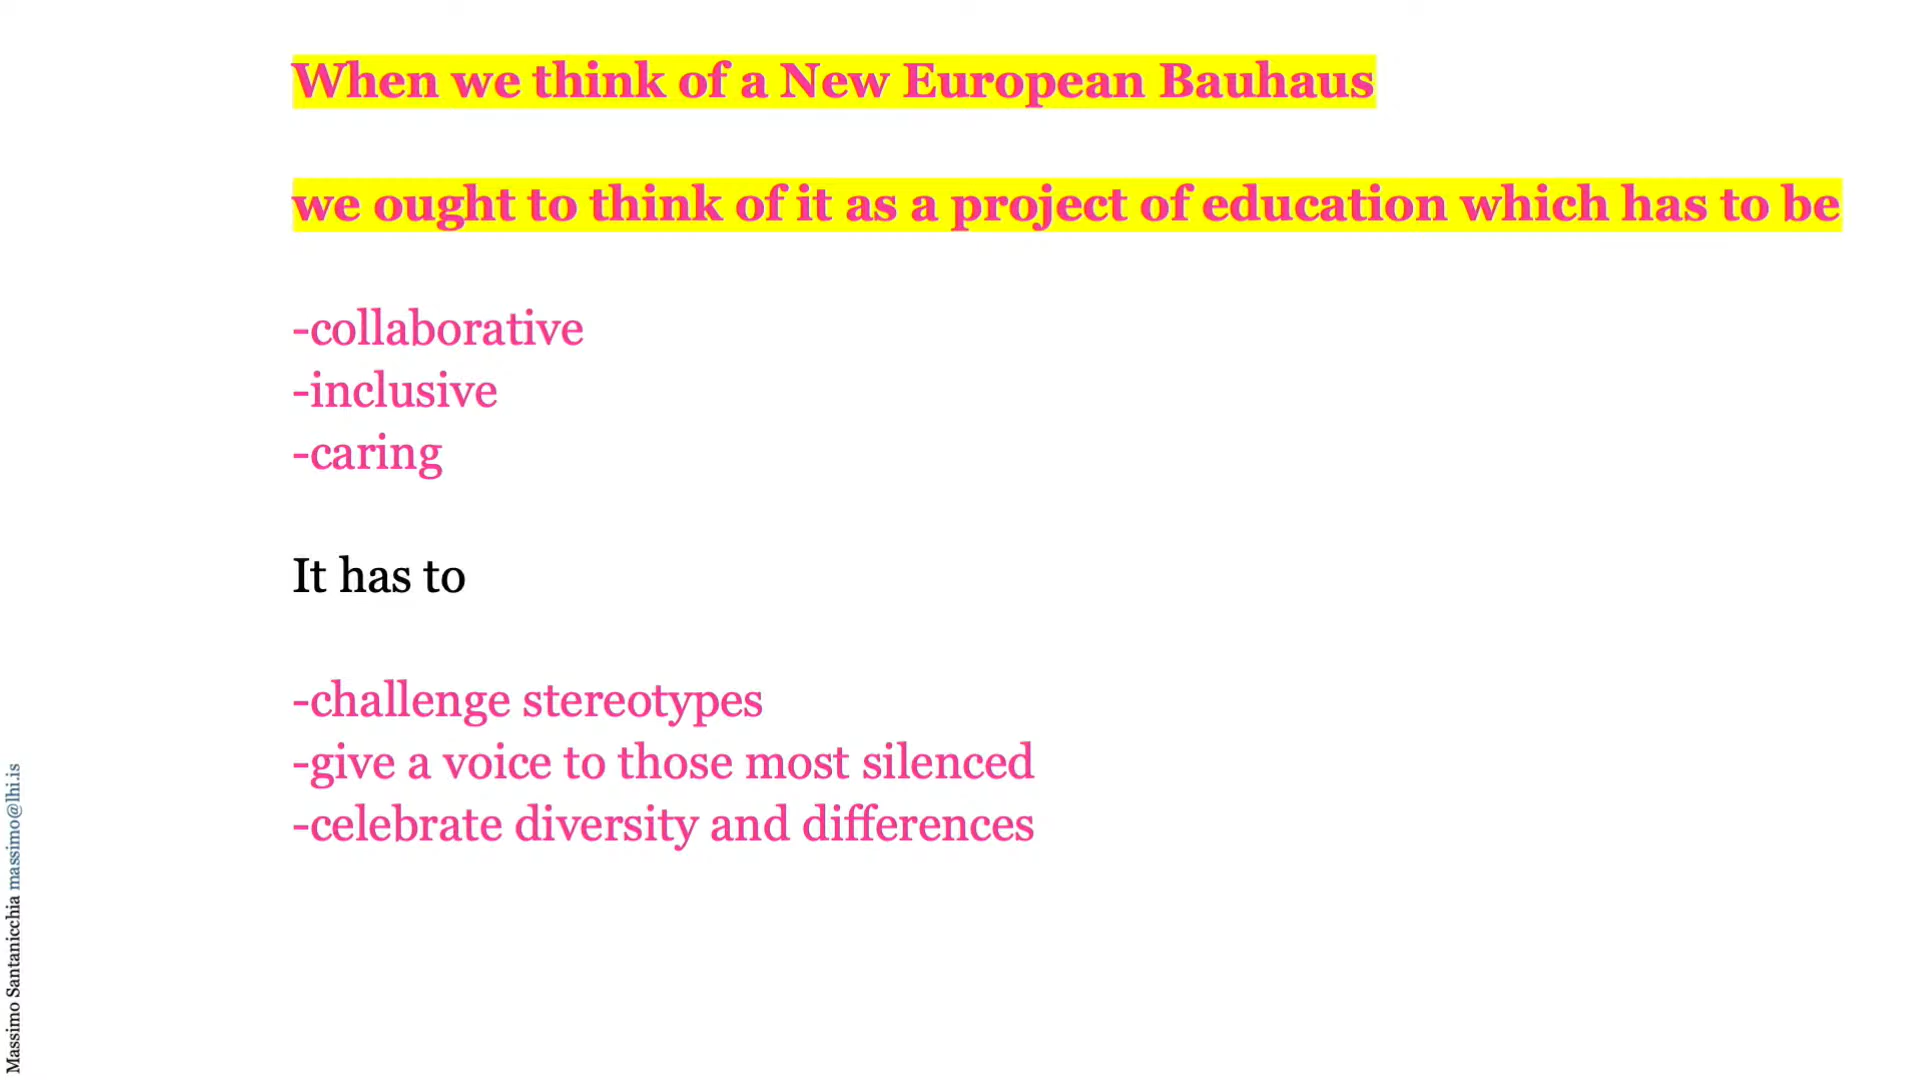 When we think of a New European Bauhaus
we ought to think of it as a project of education which has to be
-collaborative
-inclusive
-caring
It has to
-challenge stereotypes
-give a voice to those most silenced
-celebrate diversity and differences
Massimo Santanicchia massimo@lhi.is